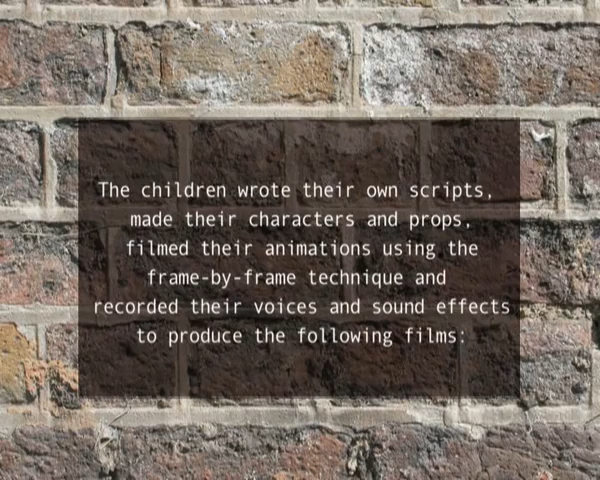 The children wrote their own scripts,
made their characters and props,
filmed their animations using the
frame-by-frame technique and
recorded their voices and sound effects
to produce the following films: